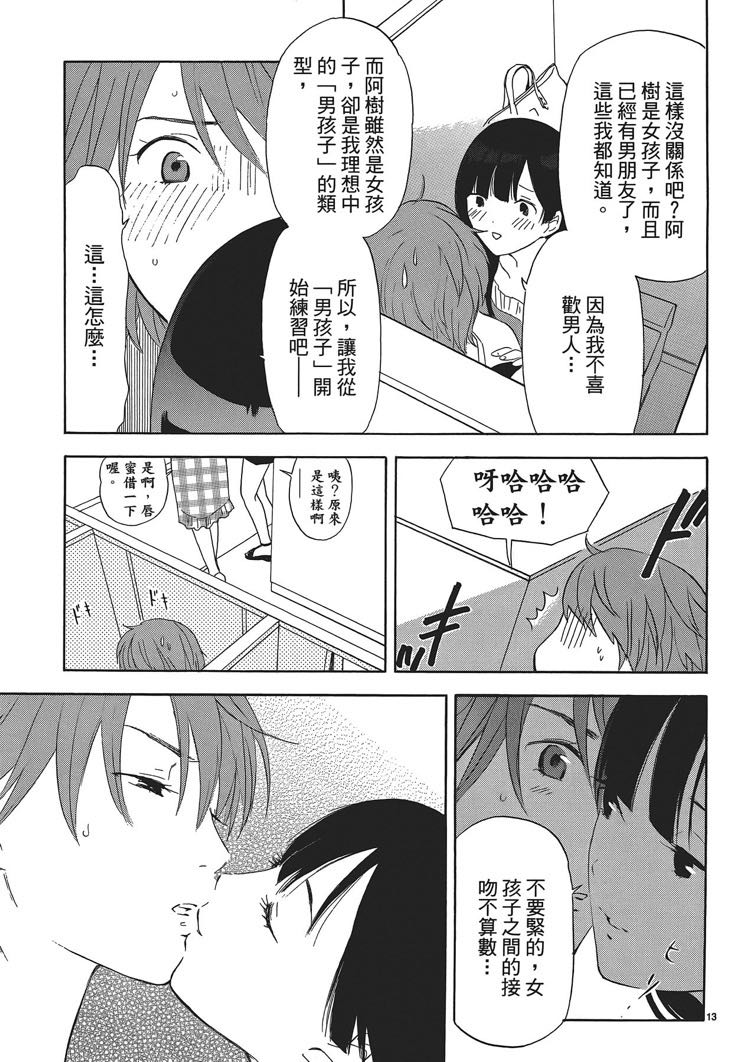 這樣沒關係吧？阿
樹是女孩子，而且
已經有男朋友了，
這些我都知道。
因為我不喜
歡男人…
而阿樹雖然是女孩
子，卻是我理想中
的「男孩子」的類
型，
所以，讓我從
「男孩子」開
始練習吧——
這…這怎麼…
呀哈哈哈
哈哈！
ドキ
咦？原來
是這樣啊
——
是啊，唇
蜜借一下
喔。
ドキ
ドキ
不要緊的，女
孩子之間的接
吻不算數…
13